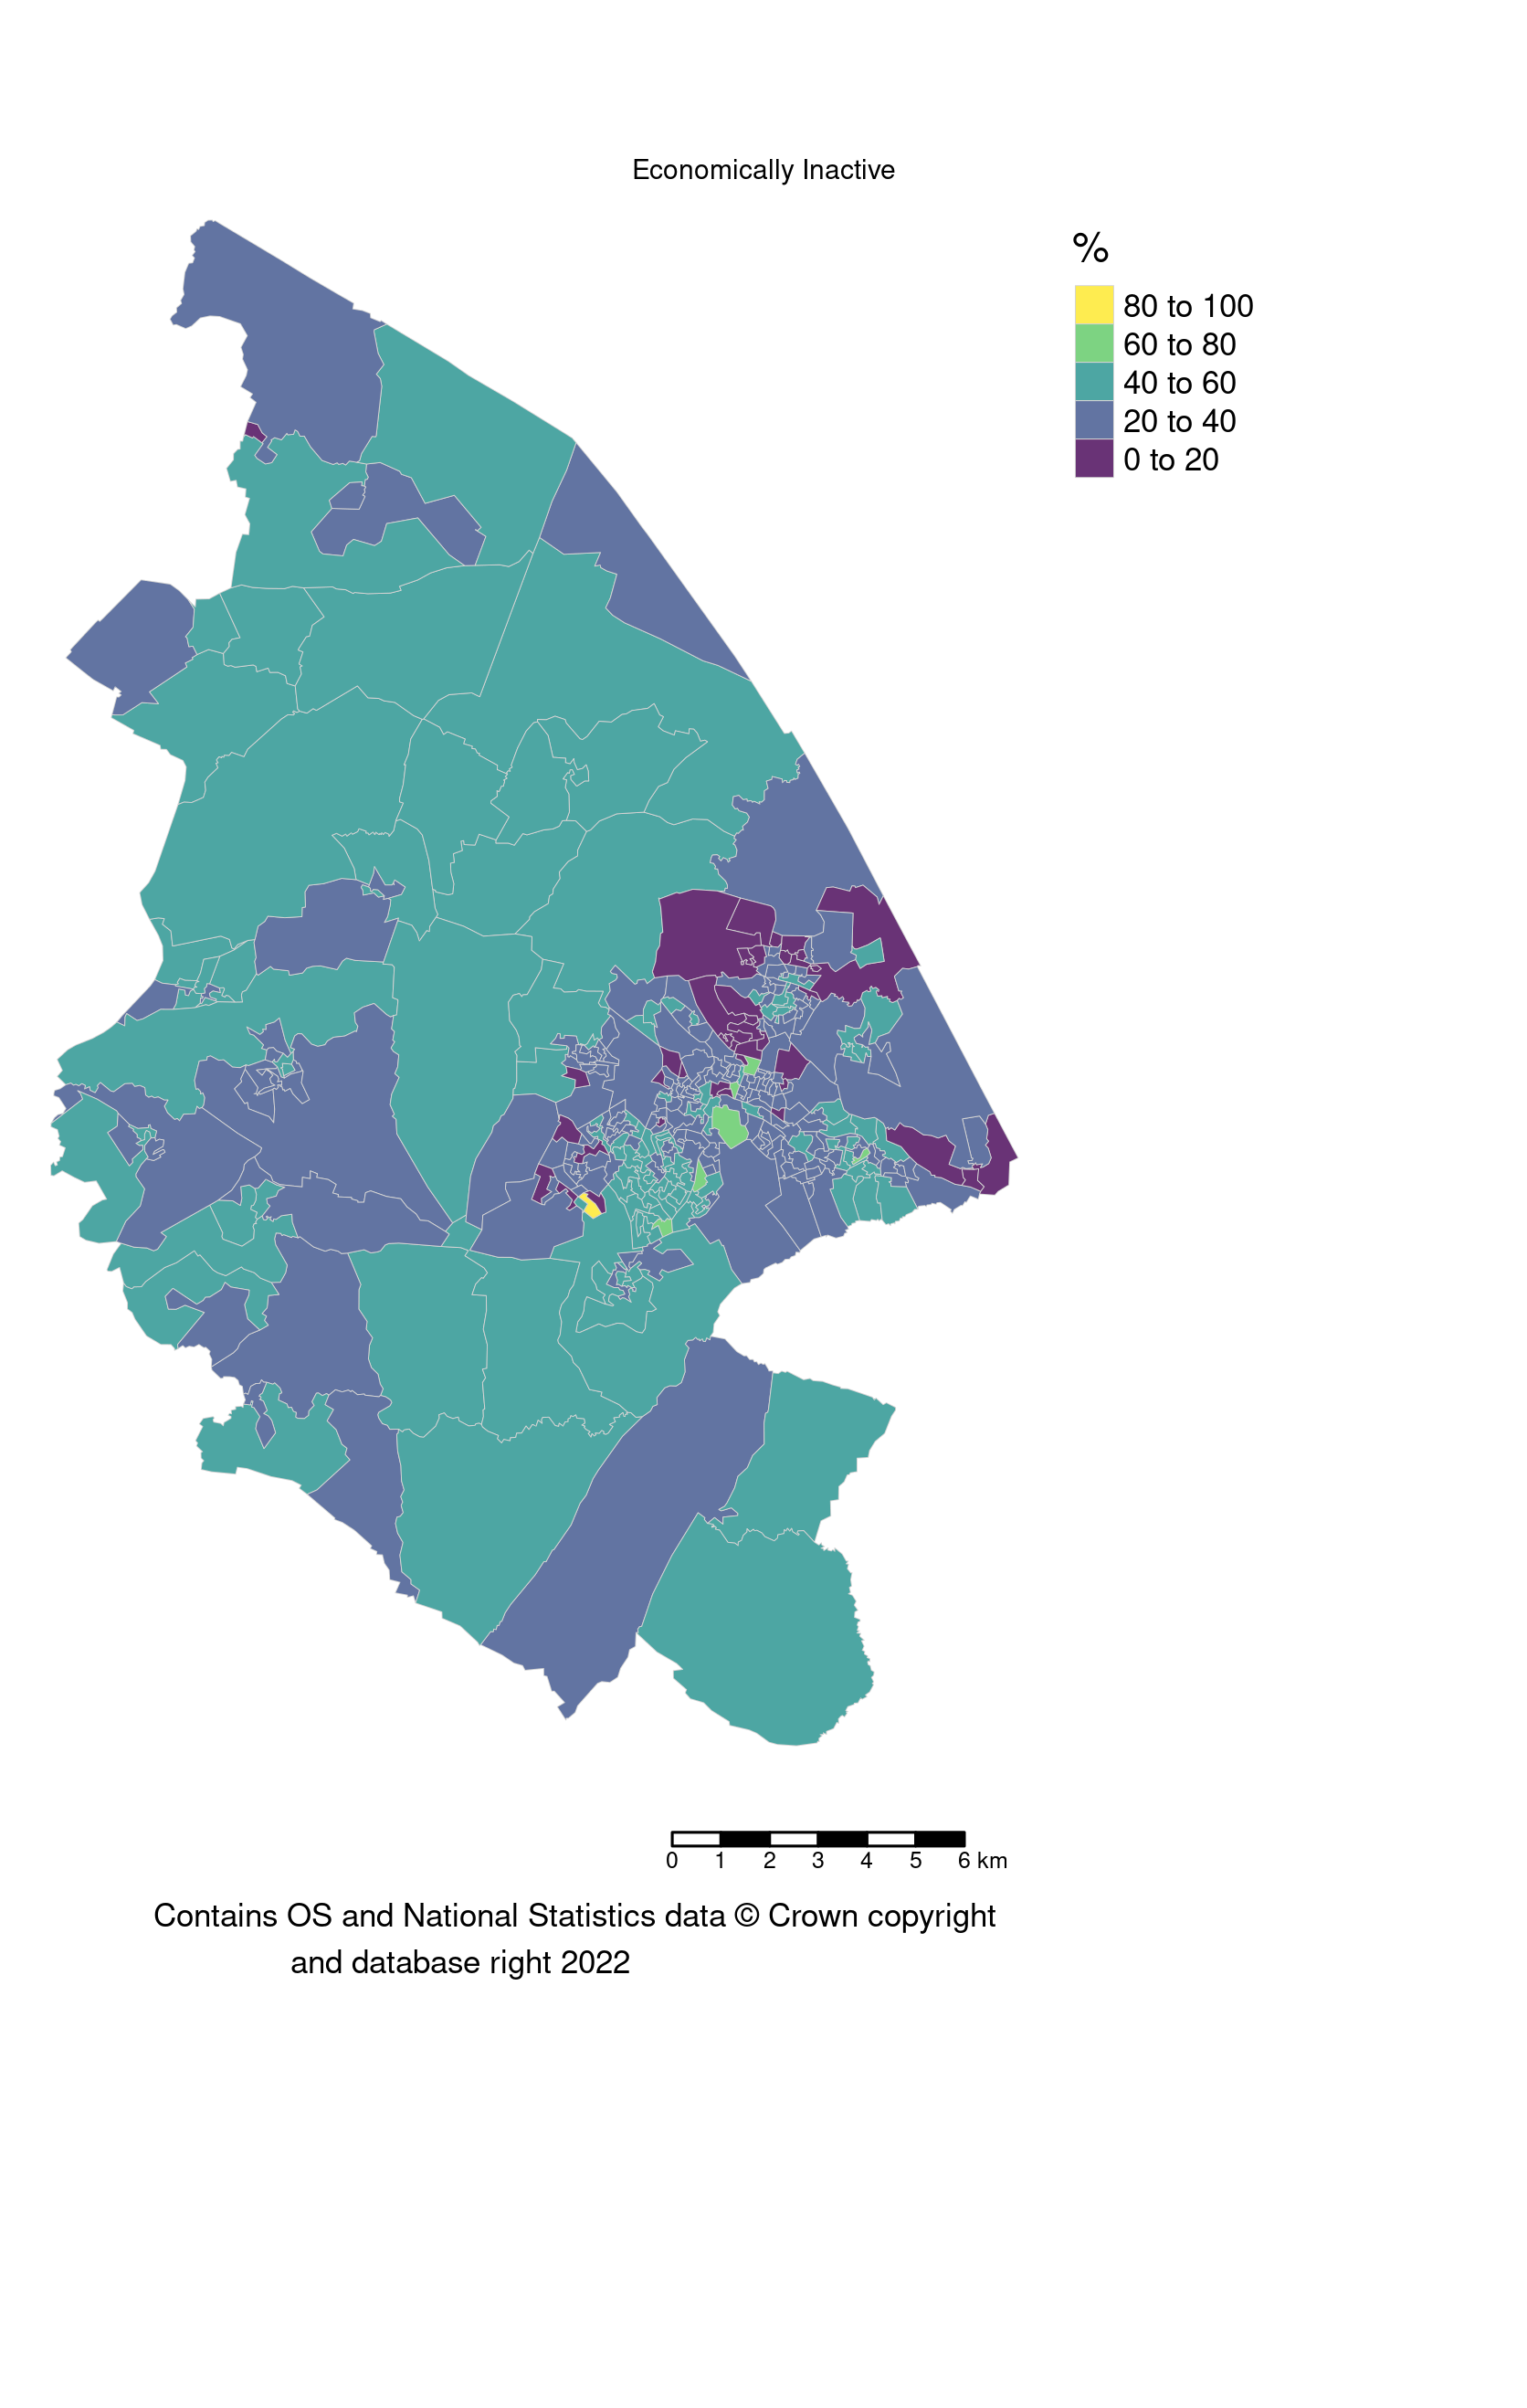 Economically Inactive
%
80 to 100
60 to 80
40 to 60
20 to 40
0 to 20
0 1 2 3 4 5 6 km
Contains OS and National Statistics data © Crown copyright
and database right 2022